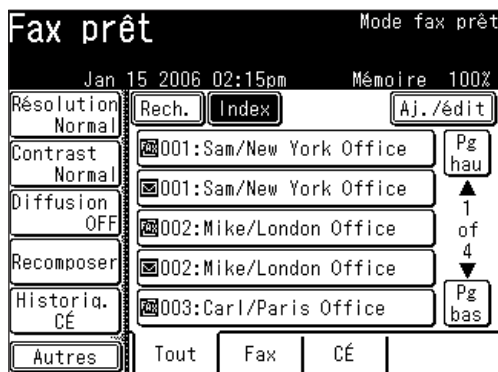 Fax prêt
Mode fax prêt
Jan 15 2006 02:15pm
Mémoire 100%
Résolution
Normal
Contrast
Normal
Diffusion
OFF
Recomposer
Historiq.
CÉ
Autres
Rech.
Index
Aj./édit
FAX 001:Sam/New York Office
001:Sam/New York Office
FAX 002:Mike/London Office
002:Mike/London Office
FAX 003:Carl/Paris Office
Pg
hau
1
of
4
Pg
bas
Tout
Fax
CÉ